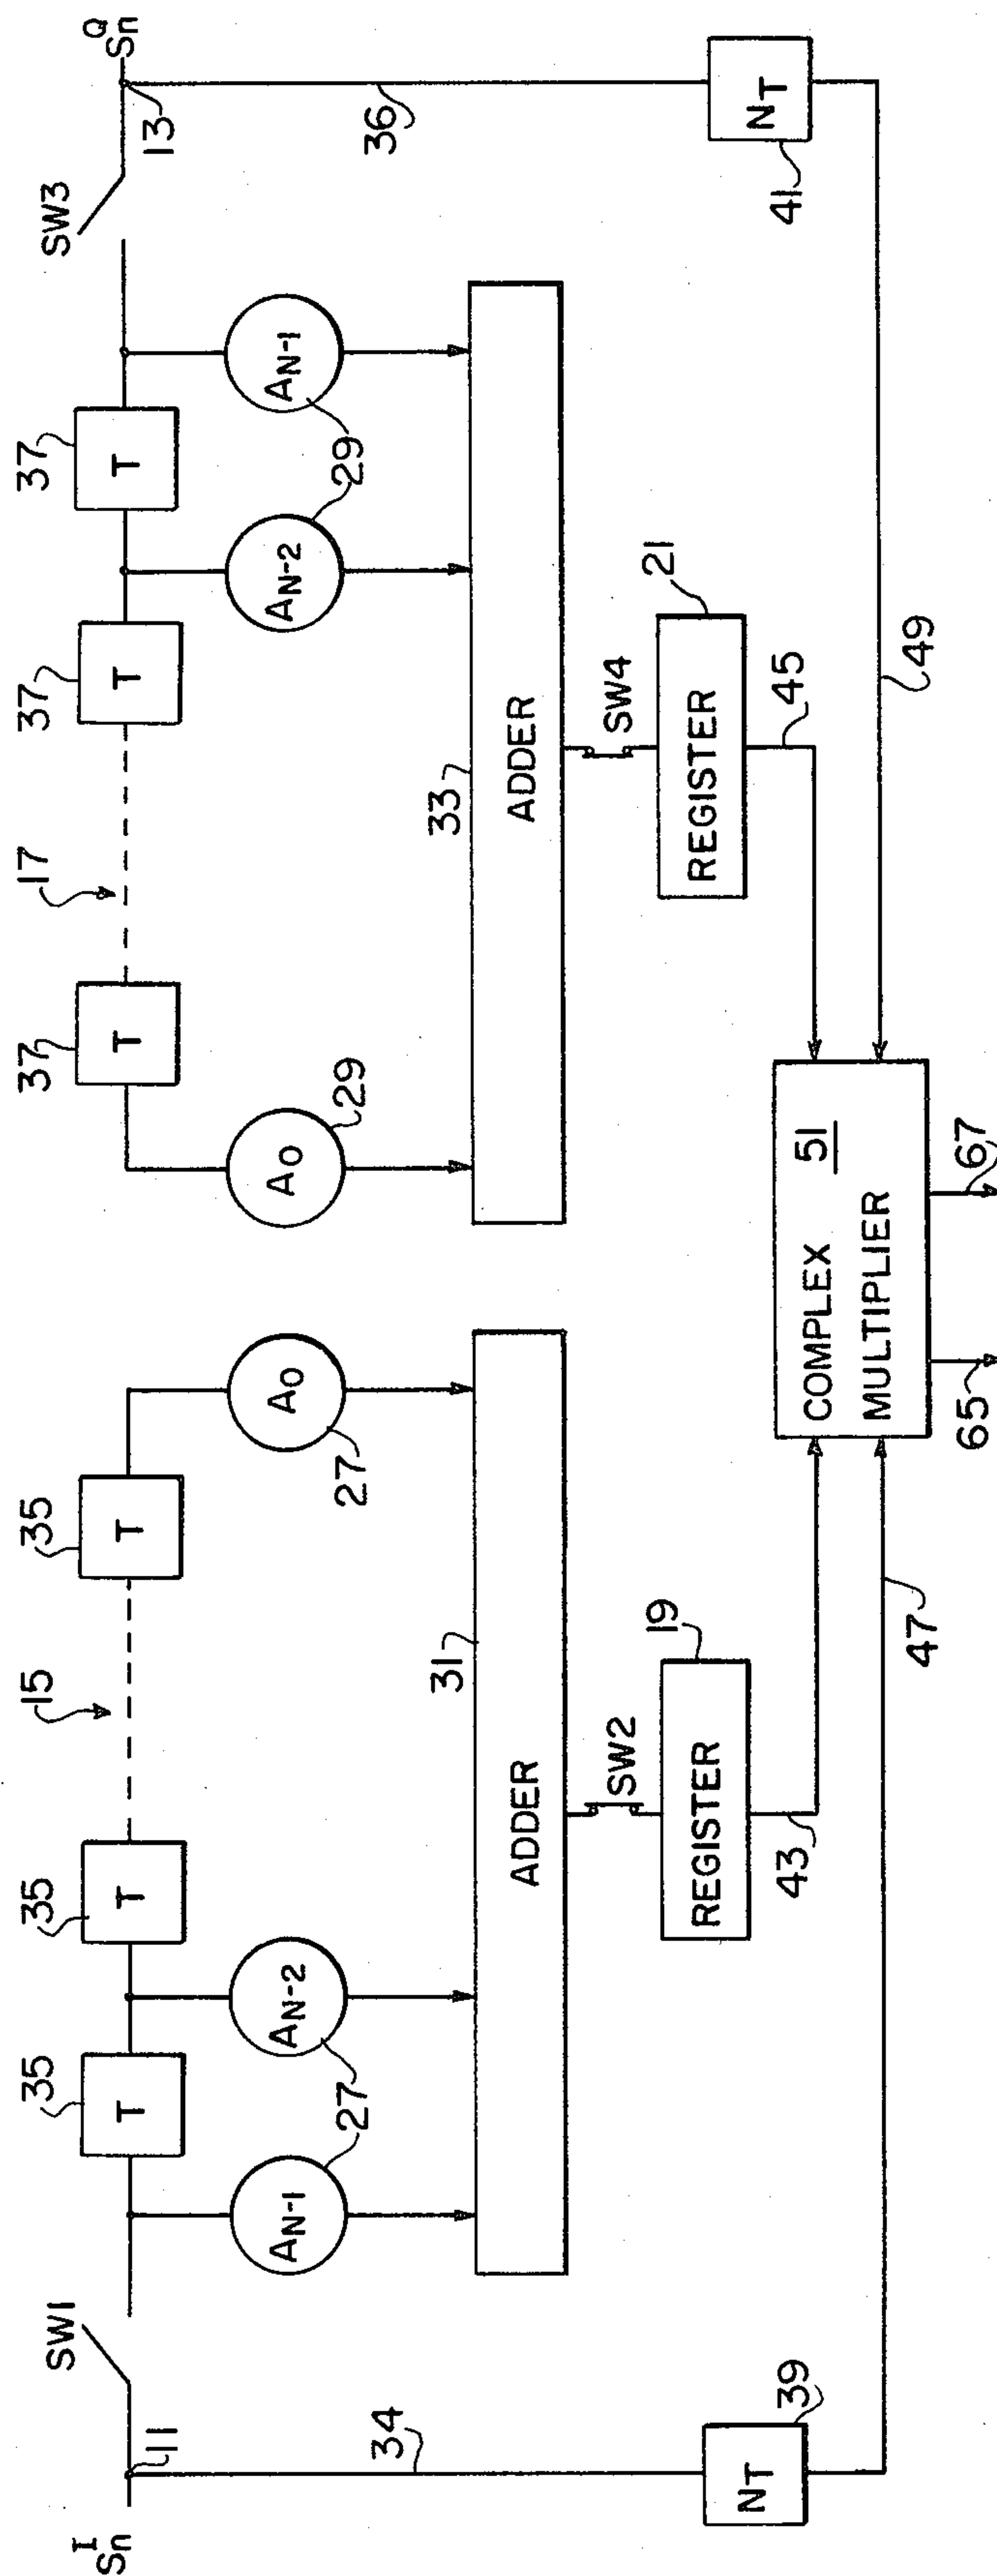 S_n^I
11
SW1
35
T
35
T
15
35
T
37
T
17
37
T
37
T
SW3
13
S_n^Q
A_{N-1}
27
A_{N-2}
27
A_0
27
A_0
29
A_{N-2}
29
A_{N-1}
29
34
36
31
ADDER
33
ADDER
SW2
SW4
19
REGISTER
21
REGISTER
43
45
39
N_T
41
N_T
47
49
COMPLEX 51
MULTIPLIER
65
67